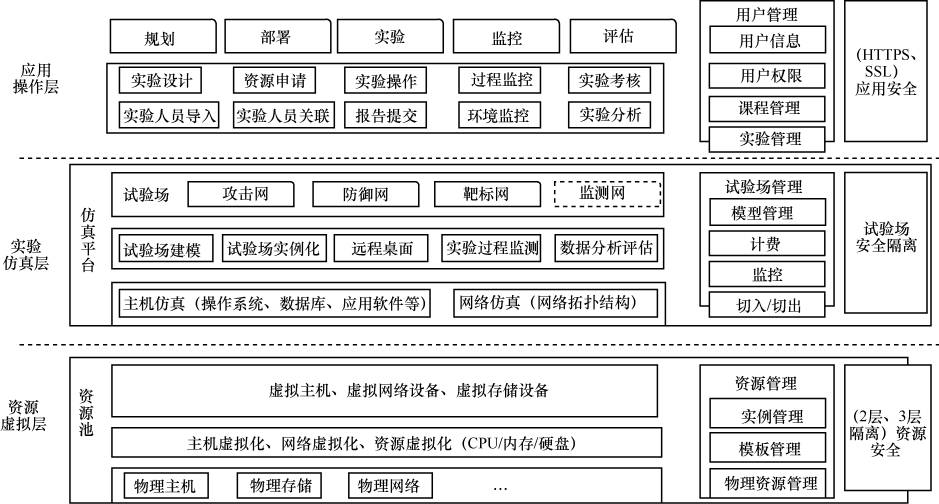 规划
部署
实验
监控
评估
用户管理
应用
操作层
实验设计
资源申请
实验操作
过程监控
实验考核
实验人员导入
实验人员关联
报告提交
环境监控
实验分析
用户信息
用户权限
课程管理
实验管理
(HTTPS、
SSL)
应用安全
实验
仿真层
仿真平台
试验场
攻击网
防御网
靶标网
监测网
试验场建模
试验场实例化
远程桌面
实验过程监测
数据分析评估
主机仿真（操作系统、数据库、应用软件等）
网络仿真（网络拓扑结构）
试验场管理
模型管理
计费
监控
切入/切出
试验场
安全隔离
资源
虚拟层
资源池
虚拟主机、虚拟网络设备、虚拟存储设备
主机虚拟化、网络虚拟化、资源虚拟化（CPU/内存/硬盘）
物理主机
物理存储
物理网络
…
资源管理
实例管理
模板管理
物理资源管理
(2层、3层
隔离）资源
安全